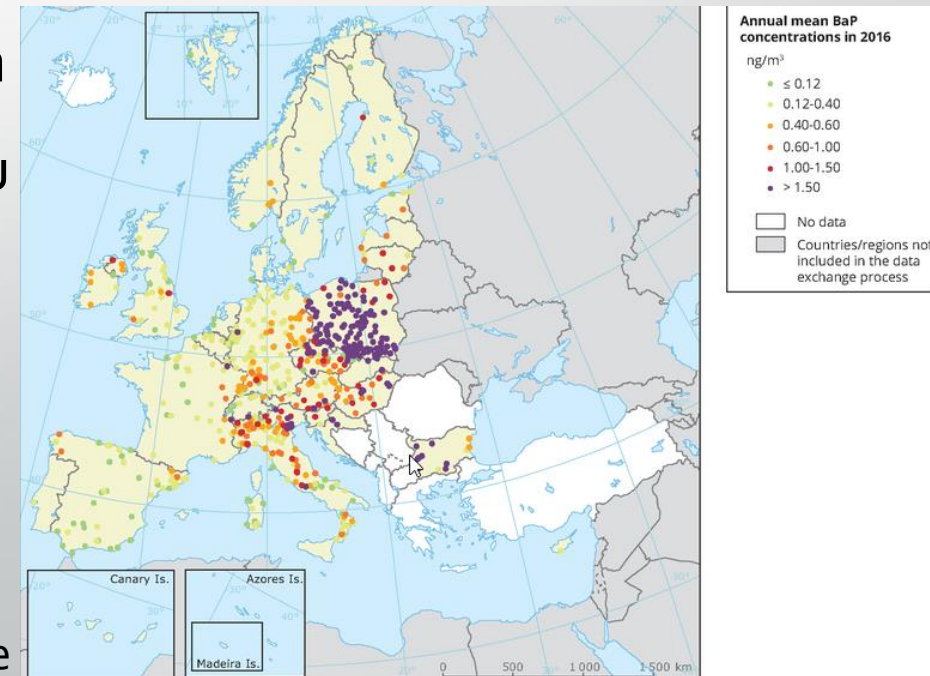 Annual mean BaP
concentrations in 2016
ng/m³
≤ 0.12
0.12-0.40
0.40-0.60
0.60-1.00
1.00-1.50
> 1.50
No data
Countries/regions not
included in the data
exchange process
Canary Is.
Azores Is.
Madeira Is.
0 500 1 000 1 500 km